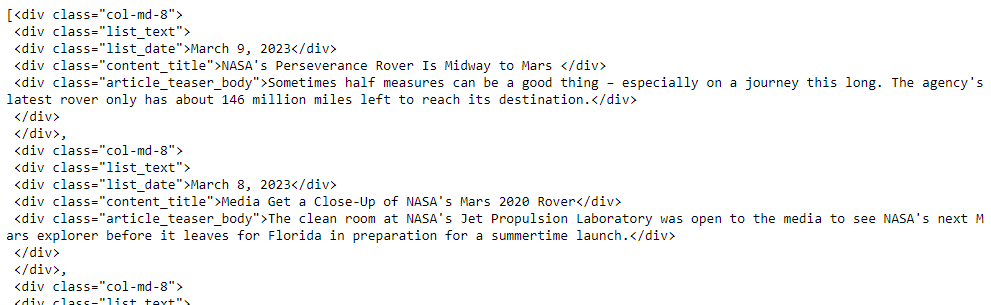 [<div class="col-md-8">
<div class="list_text">
<div class="list_date">March 9, 2023</div>
<div class="content_title">NASA's Perseverance Rover Is Midway to Mars </div>
<div class="article_teaser_body">Sometimes half measures can be a good thing – especially on a journey this long. The agency's
latest rover only has about 146 million miles left to reach its destination.</div>
</div>
</div>,
<div class="col-md-8">
<div class="list_text">
<div class="list_date">March 8, 2023</div>
<div class="content_title">Media Get a Close-Up of NASA's Mars 2020 Rover</div>
<div class="article_teaser_body">The clean room at NASA's Jet Propulsion Laboratory was open to the media to see NASA's next M
ars explorer before it leaves for Florida in preparation for a summertime launch.</div>
</div>
</div>,
<div class="col-md-8">
<div class="list_text">